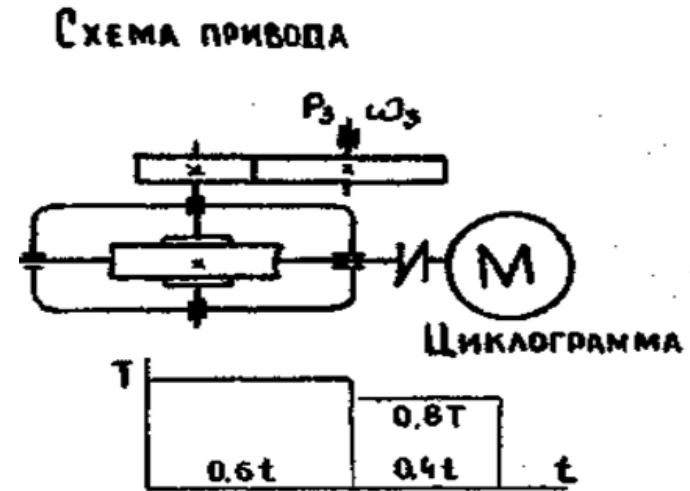 Схема привода
P₃ ω₃
М
Циклограмма
T
0,8T
0.6t 0,4t t